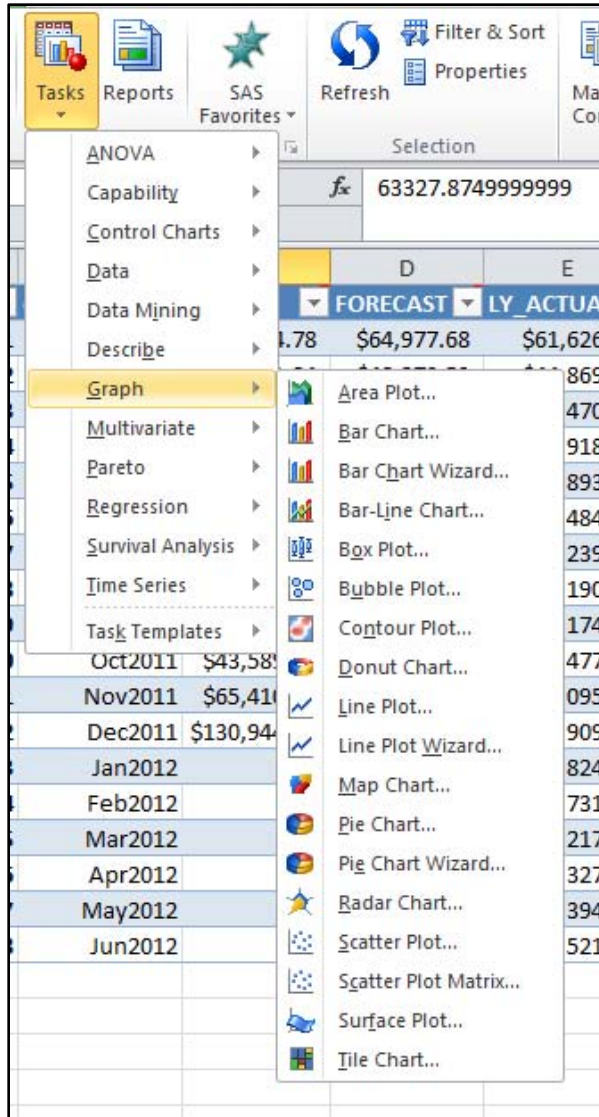 Tasks Reports SAS Favorites Refresh Filter & Sort
Properties
Selection
fx 63327.8749999999
D E
FORECAST
$64,977.68
ANOVA
Capability
Control Charts
Data
Data Mining
Describe
Graph
Multivariate
Pareto
Regression
Survival Analysis
Time Series
Task Templates
Area Plot...
Bar Chart...
Bar Chart Wizard...
Bar-Line Chart...
Box Plot...
Bubble Plot...
Contour Plot...
Donut Chart...
Line Plot...
Line Plot Wizard...
Map Chart...
Pie Chart...
Pie Chart Wizard...
Radar Chart...
Scatter Plot...
Scatter Plot Matrix...
Surface Plot...
Tile Chart...
Oct2011
Nov2011
Dec2011
Jan2012
Feb2012
Mar2012
Apr2012
May2012
Jun2012